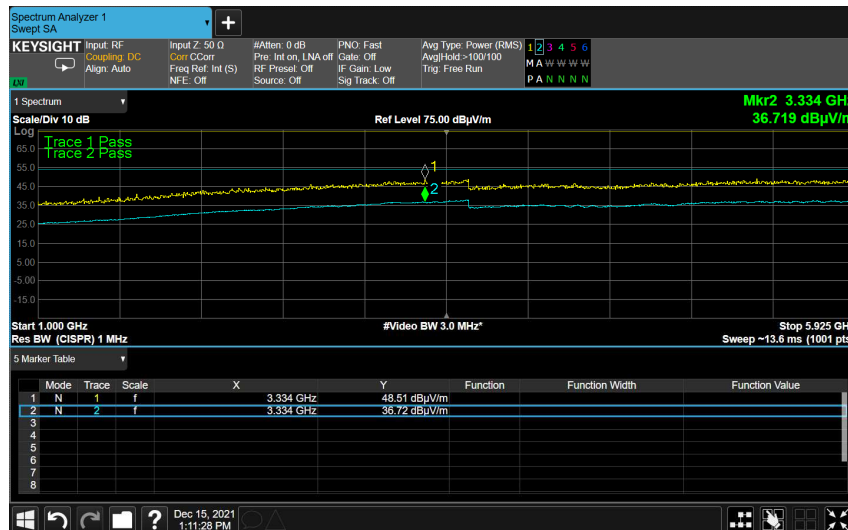 Spectrum Analyzer 1
Swept SA
+
KEYSIGHT
Input: RF
Coupling: DC
Align: Auto
Input Z: 50 Ω
Corr CCorr
Freq Ref: Int (S)
NFE: Off
#Atten: 0 dB
Pre: Int on, LNA off
RF Presel: Off
Source: Off
PNO: Fast
Gate: Off
IF Gain: Low
Sig Track: Off
Avg Type: Power (RMS)
Avg|Hold:>100/100
Trig: Free Run
1 2 3 4 5 6
M A W W W W
P A N N N N
LXI
1 Spectrum
Mkr2 3.334 GHz
Scale/Div 10 dB
Ref Level 75.00 dBµV/m
36.719 dBµV/m
Log
Trace 1 Pass
Trace 2 Pass
65.0
55.0
45.0
35.0
25.0
15.0
5.00
-5.00
-15.0
1
2
Start 1.000 GHz
#Video BW 3.0 MHz*
Stop 5.925 GH
Res BW (CISPR) 1 MHz
Sweep ~13.6 ms (1001 pts
5 Marker Table
Mode Trace Scale X Y Function Function Width Function Value
1 N 1 f 3.334 GHz 48.51 dBµV/m
2 N 2 f 3.334 GHz 36.72 dBµV/m
3
4
5
6
7
8
?
Dec 15, 2021
1:11:28 PM